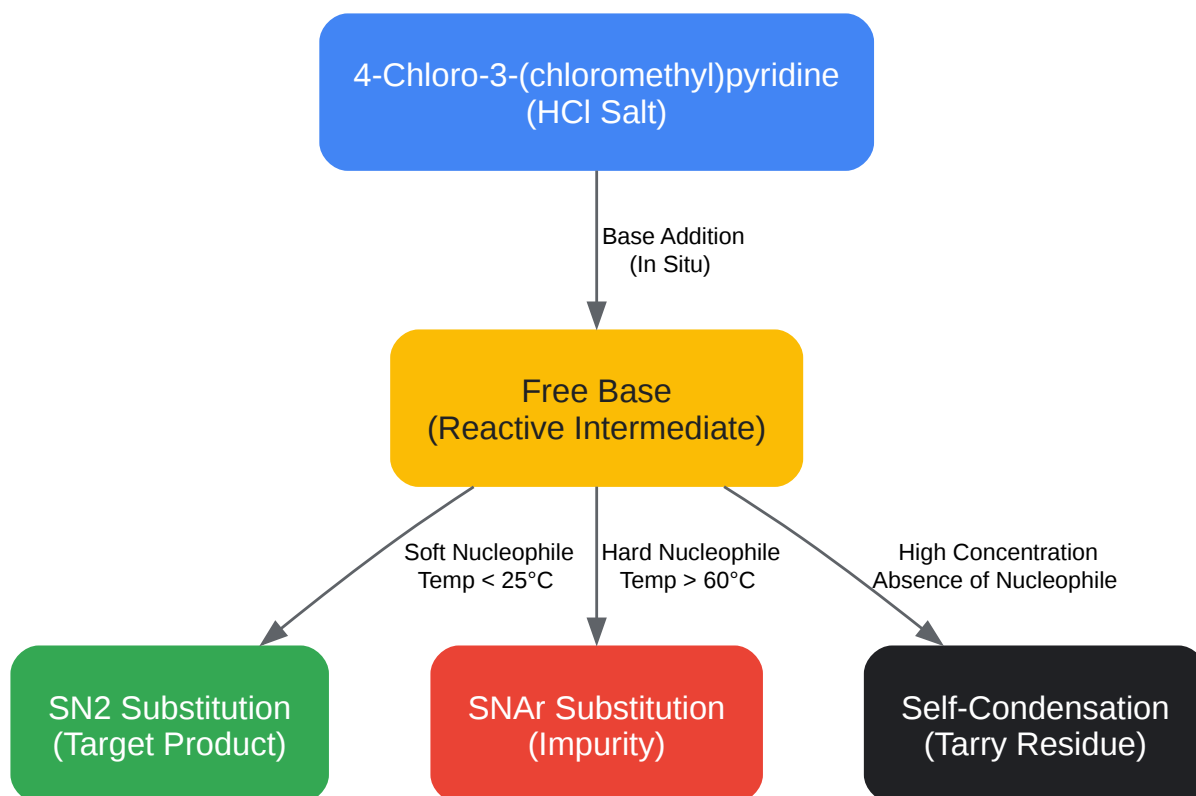 4-Chloro-3-(chloromethyl)pyridine
(HCl Salt)
Base Addition
(In Situ)
Free Base
(Reactive Intermediate)
Soft Nucleophile
Temp < 25°C
Hard Nucleophile
Temp > 60°C
High Concentration
Absence of Nucleophile
SN2 Substitution
(Target Product)
SNAr Substitution
(Impurity)
Self-Condensation
(Tarry Residue)